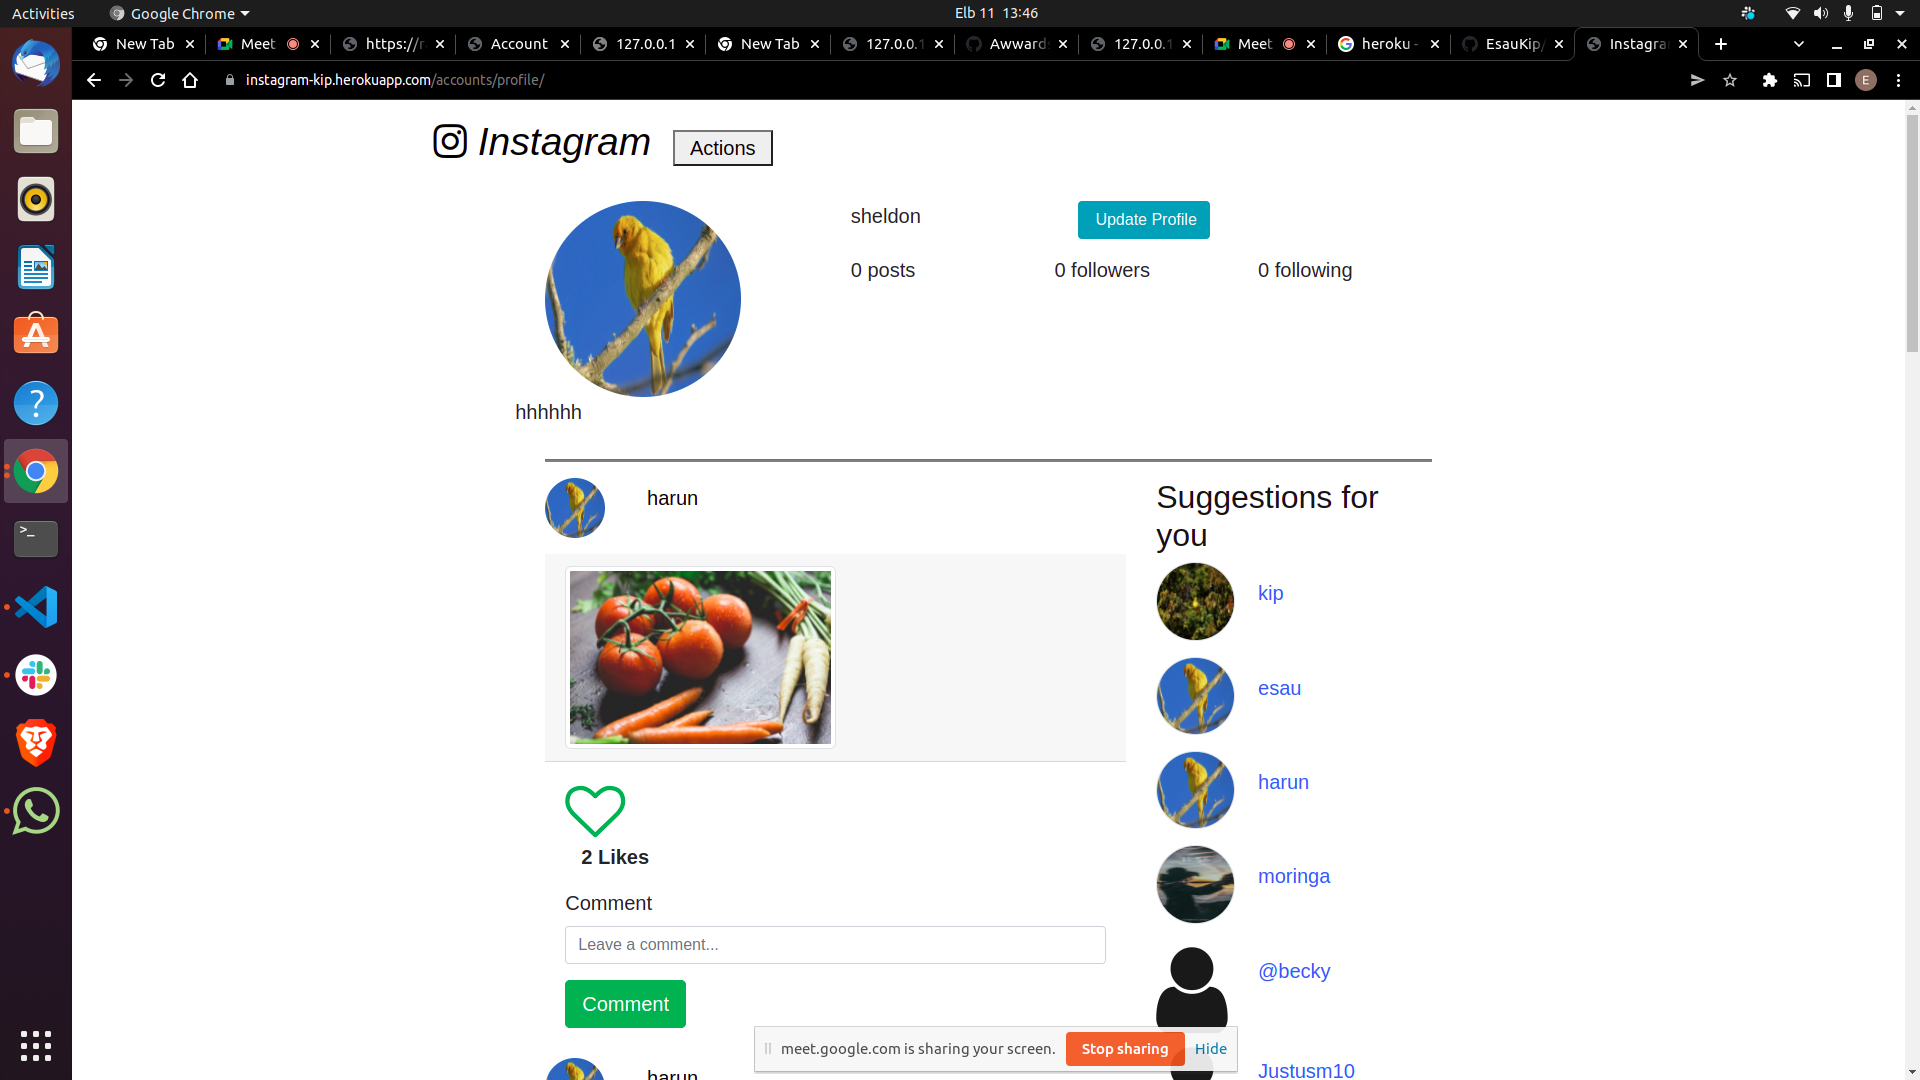 Activities
Google Chrome
Elb 11 13:46
New Tab
Meet
https://r
Account
127.0.0.1
New Tab
127.0.0.1
Awward
127.0.0.1
Meet
heroku -
EsauKip/
Instagra
instagram-kip.herokuapp.com/accounts/profile/
E
Instagram
Actions
sheldon
Update Profile
0 posts
0 followers
0 following
hhhhhh
harun
2 Likes
Comment
Leave a comment...
Comment
harun
Suggestions for
you
kip
esau
harun
moringa
@becky
Justusm10
meet.google.com is sharing your screen.
Stop sharing
Hide